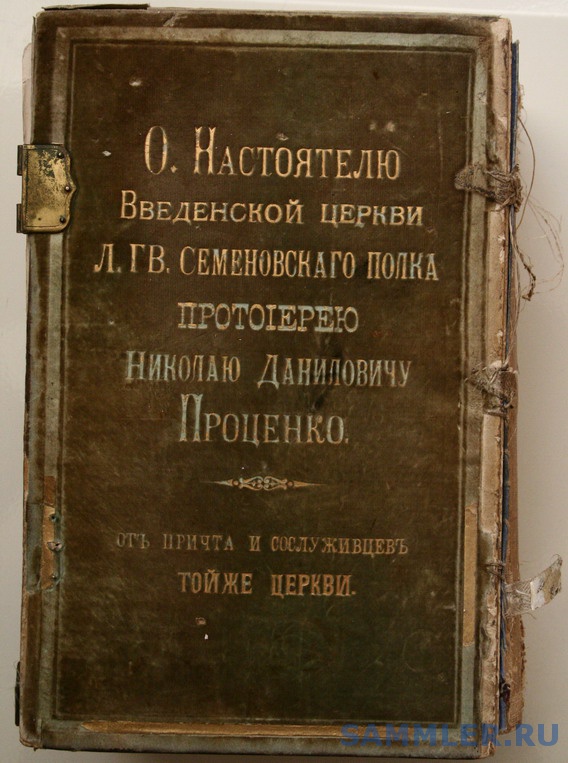 О. Настоятелю
Введенской церкви
Л. ГВ. Семеновскаго полка
протоіерею
Николаю Даниловичу
Проценко.
отъ причта и сослуживцевъ
тойже церкви.
SAMMLER.RU